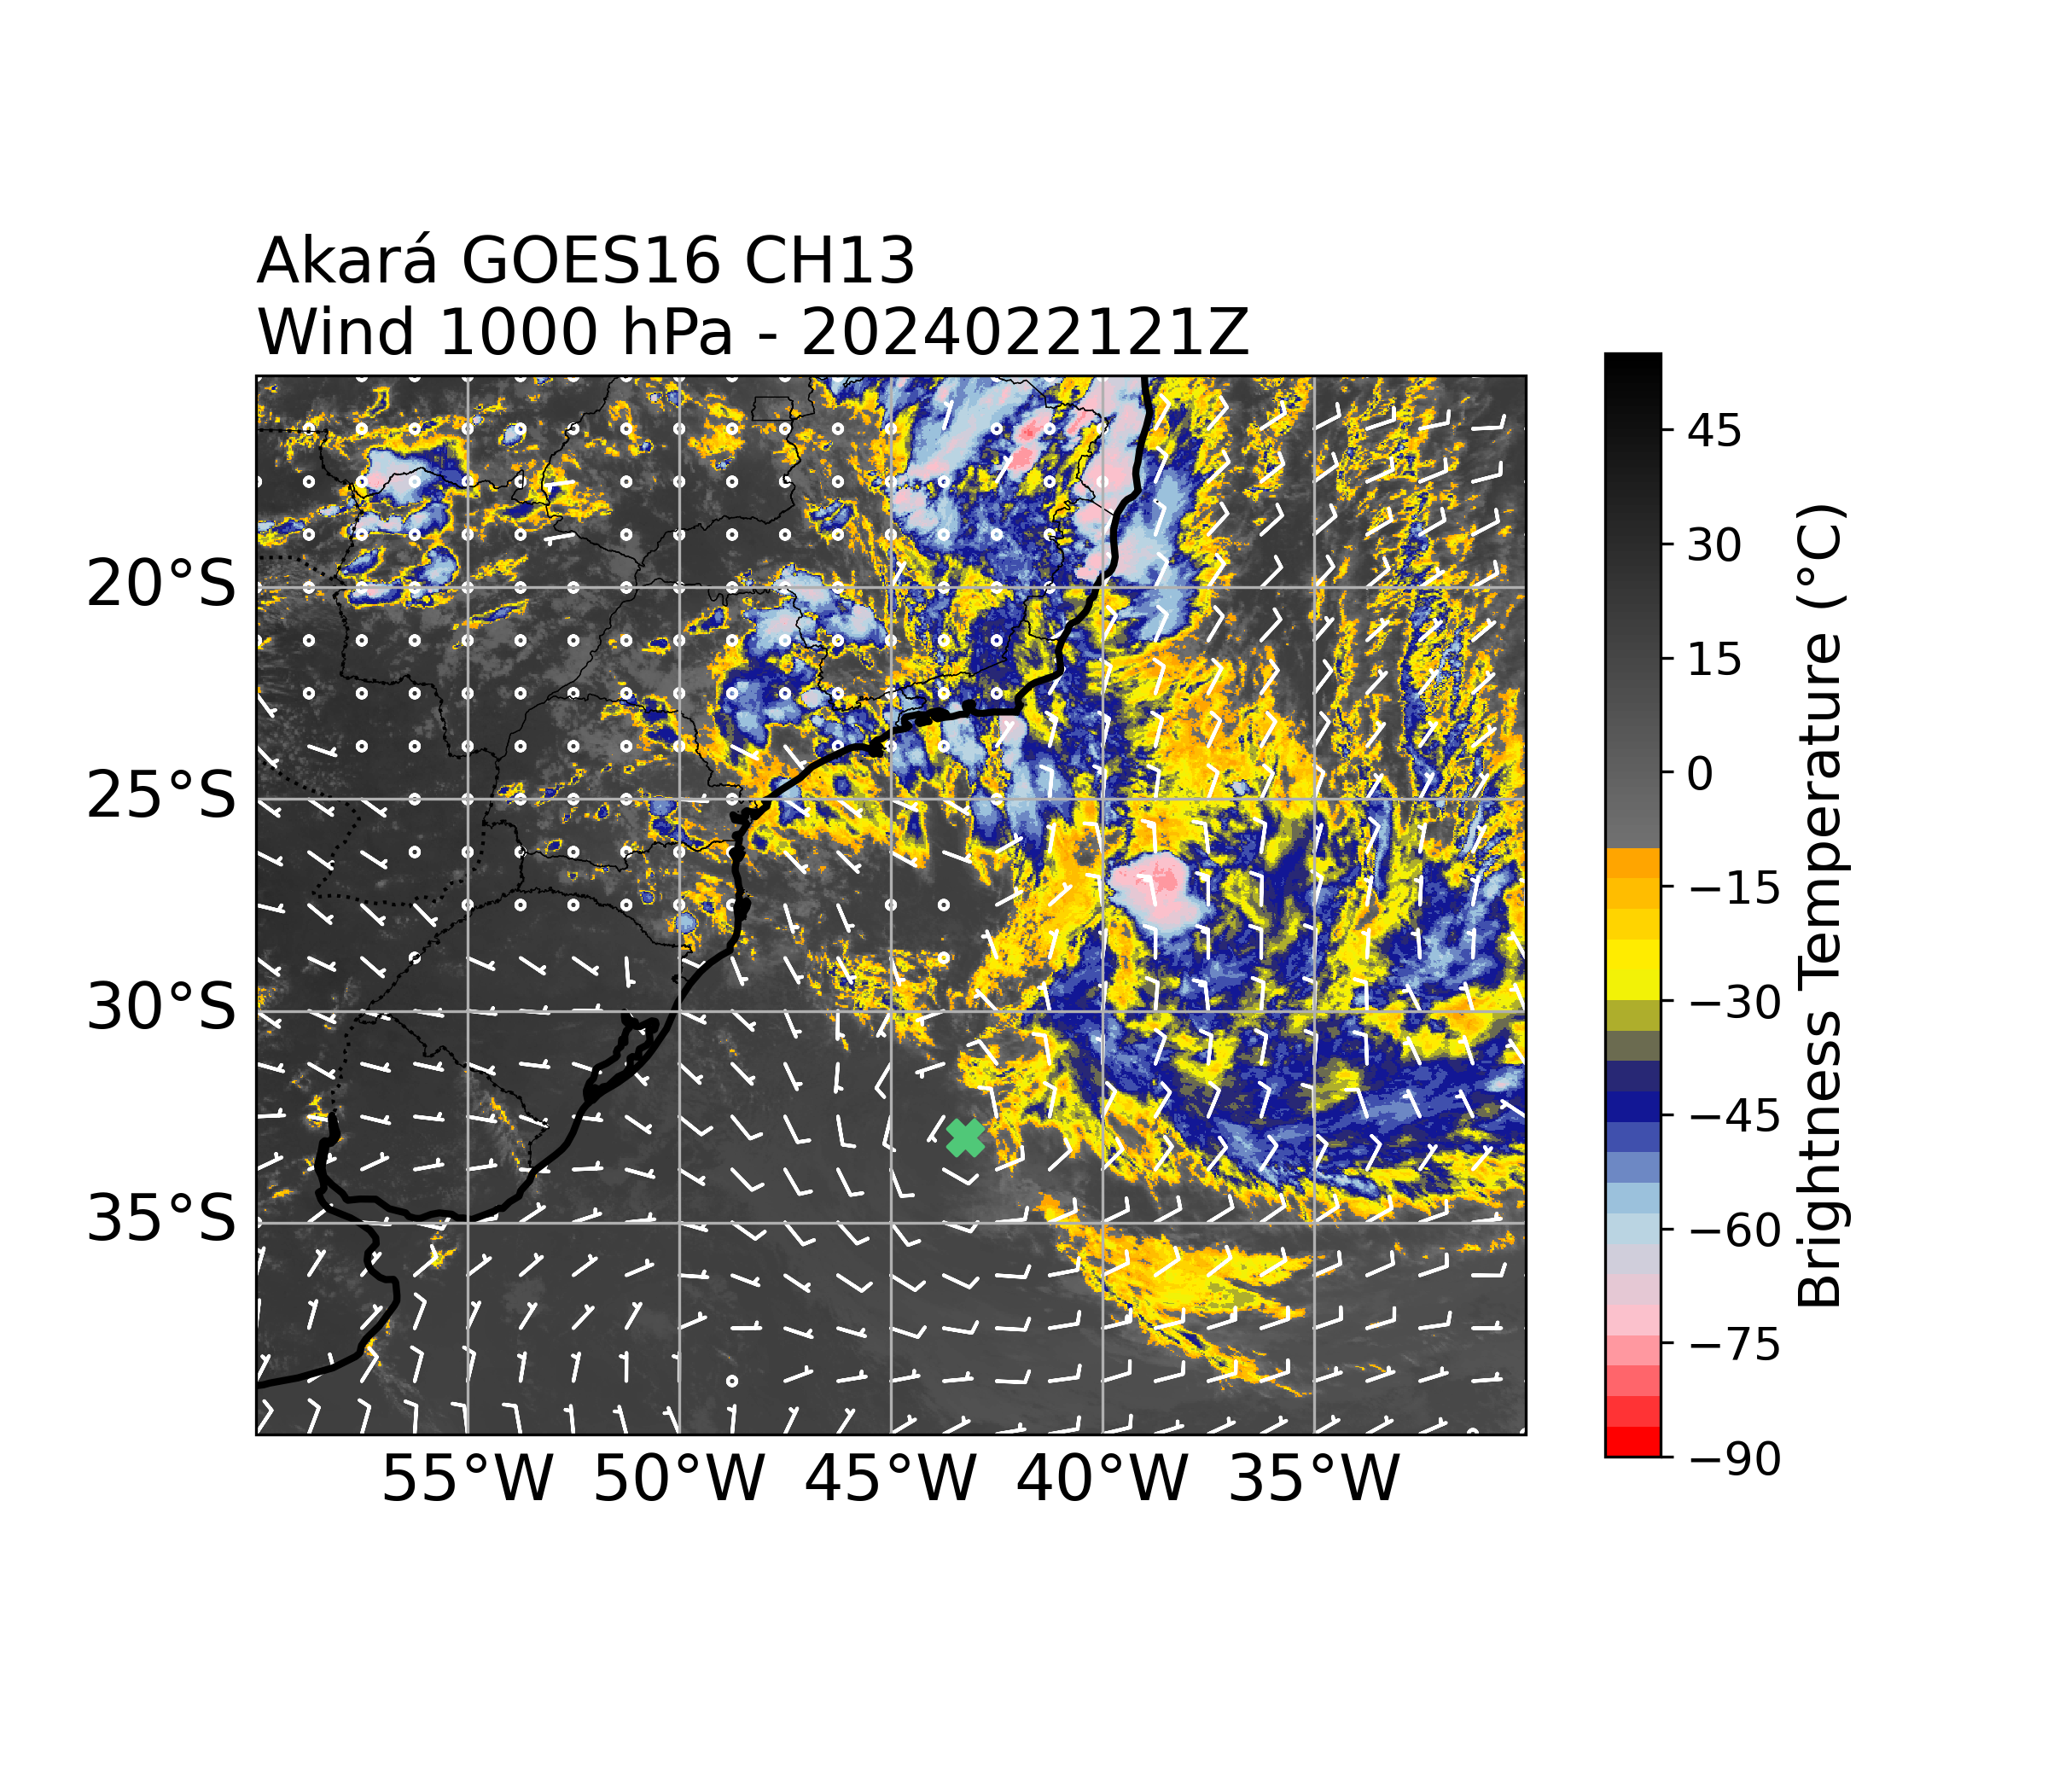 Akará GOES16 CH13
Wind 1000 hPa - 2024022121Z
20°S
25°S
30°S
35°S
55°W 50°W 45°W 40°W 35°W
45
30
15
0
−15
−30
−45
−60
−75
−90
Brightness Temperature (°C)